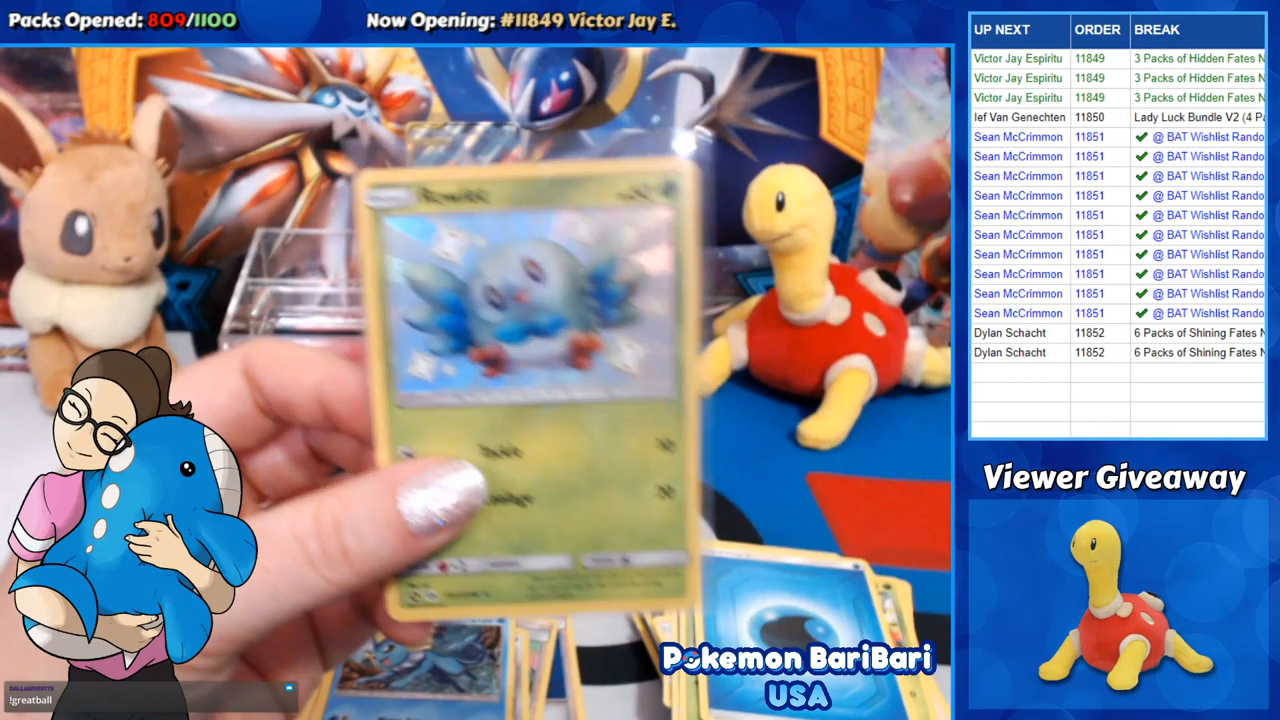 Packs Opened: 809/1100
Now Opening: #11849 Victor Jay E.
UP NEXT ORDER BREAK
Victor Jay Espiritu 11849 3 Packs of Hidden Fates N
Victor Jay Espiritu 11849 3 Packs of Hidden Fates N
Victor Jay Espiritu 11849 3 Packs of Hidden Fates N
Ief Van Genechten 11850 Lady Luck Bundle V2 (4 Pa
Sean McCrimmon 11851 ✔ @ BAT Wishlist Rando
Sean McCrimmon 11851 ✔ @ BAT Wishlist Rando
Sean McCrimmon 11851 ✔ @ BAT Wishlist Rando
Sean McCrimmon 11851 ✔ @ BAT Wishlist Rando
Sean McCrimmon 11851 ✔ @ BAT Wishlist Rando
Sean McCrimmon 11851 ✔ @ BAT Wishlist Rando
Sean McCrimmon 11851 ✔ @ BAT Wishlist Rando
Sean McCrimmon 11851 ✔ @ BAT Wishlist Rando
Sean McCrimmon 11851 ✔ @ BAT Wishlist Rando
Sean McCrimmon 11851 ✔ @ BAT Wishlist Rando
Dylan Schacht 11852 6 Packs of Shining Fates N
Dylan Schacht 11852 6 Packs of Shining Fates N
Viewer Giveaway
Rowlet
Tackle
Pokemon BariBari
USA
!greatball